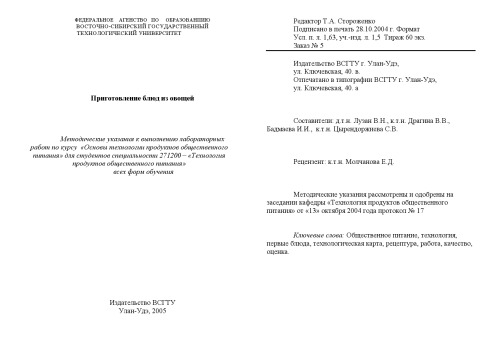 ФЕДЕРАЛЬНОЕ АГЕНСТВО ПО ОБРАЗОВАНИЮ
ВОСТОЧНО-СИБИРСКИЙ ГОСУДАРСТВЕННЫЙ
ТЕХНОЛОГИЧЕСКИЙ УНИВЕРСИТЕТ
Приготовление блюд из овощей
Методические указания к выполнению лабораторных
работ по курсу «Основы технологии продуктов общественного
питания» для студентов специальности 271200 – «Технология
продуктов общественного питания»
всех форм обучения
Издательство ВСГТУ
Улан-Удэ, 2005
Редактор Т.А. Стороженко
Подписано в печать 28.10.2004 г. Формат
Усл. п. л. 1,63, уч.-изд. л. 1,5 Тираж 60 экз.
Заказ № 5
Издательство ВСГТУ г. Улан-Удэ,
ул. Ключевская, 40. в.
Отпечатано в типографии ВСГТУ г. Улан-Удэ,
ул. Ключевская, 40. а
Составители: д.т.н. Лузан В.Н., к.т.н. Драгина В.В.,
Бадмаева И.И., к.т.н. Цырендоржиева С.В.
Рецензент: к.т.н. Молчанова Е.Д.
Методические указания рассмотрены и одобрены на
заседании кафедры «Технология продуктов общественного
питания» от «13» октября 2004 года протокол № 17
Ключевые слова: Общественное питание, технология,
первые блюда, технологическая карта, рецептура, работа, качество,
оценка.